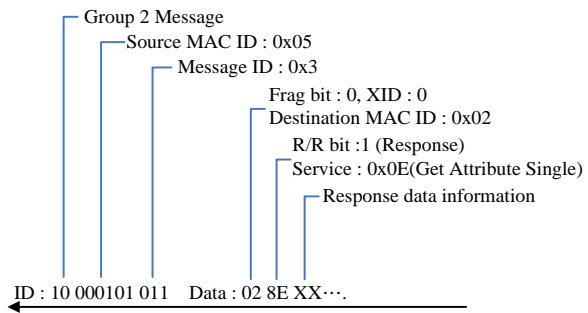 Group 2 Message
Source MAC ID : 0x05
Message ID : 0x3
Frag bit : 0, XID : 0
Destination MAC ID : 0x02
R/R bit :1 (Response)
Service : 0x0E(Get Attribute Single)
Response data information
ID : 10 000101 011 Data : 02 8E XX….